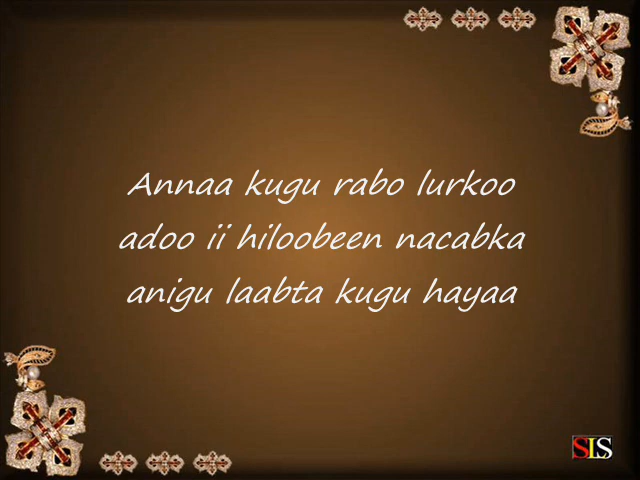 Annaa kugu rabo lurkoo
adoo ii hiloobeen nacabka
anigu laabta kugu hayaa
SLS